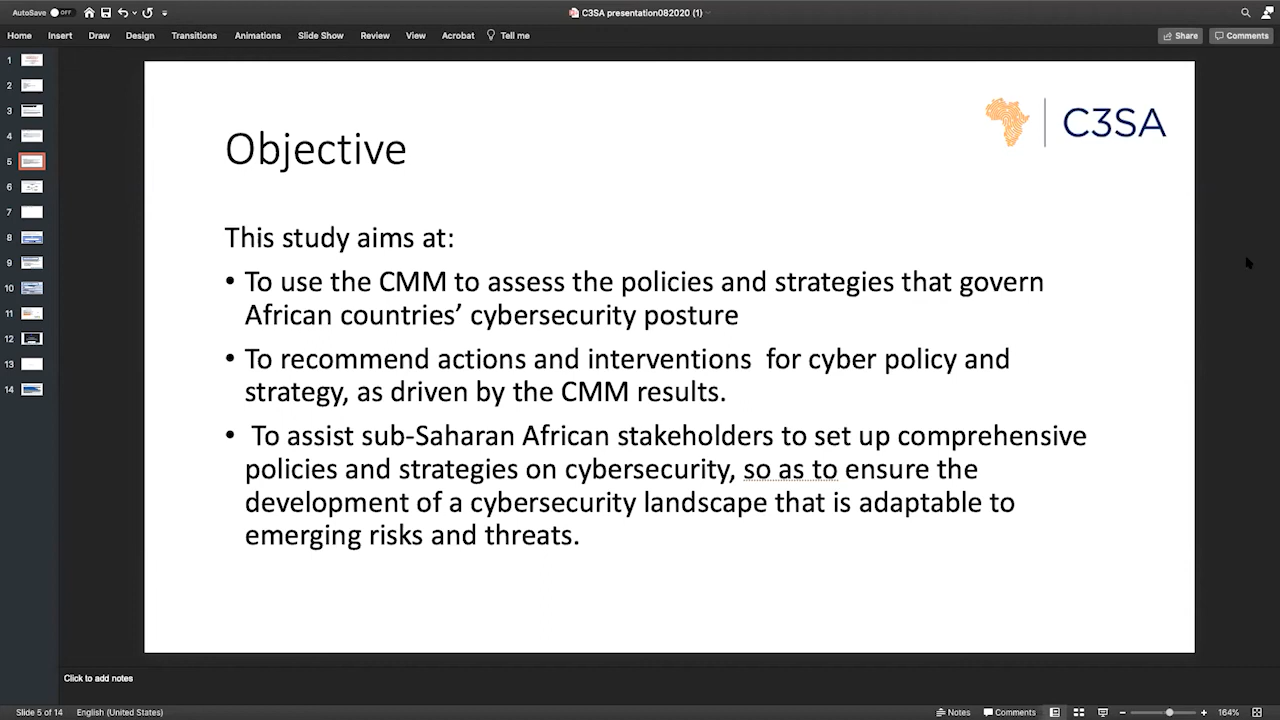 AutoSave OFF
C3SA presentation082020 (1)
Home Insert Draw Design Transitions Animations Slide Show Review View Acrobat Tell me
Share Comments
1
2
3
4
5
6
7
8
9
10
11
12
13
14
C3SA
Objective
This study aims at:
• To use the CMM to assess the policies and strategies that govern
African countries’ cybersecurity posture
• To recommend actions and interventions  for cyber policy and
strategy, as driven by the CMM results.
•  To assist sub-Saharan African stakeholders to set up comprehensive
policies and strategies on cybersecurity, so as to ensure the
development of a cybersecurity landscape that is adaptable to
emerging risks and threats.
Click to add notes
Slide 5 of 14 English (United States) Notes Comments 164%